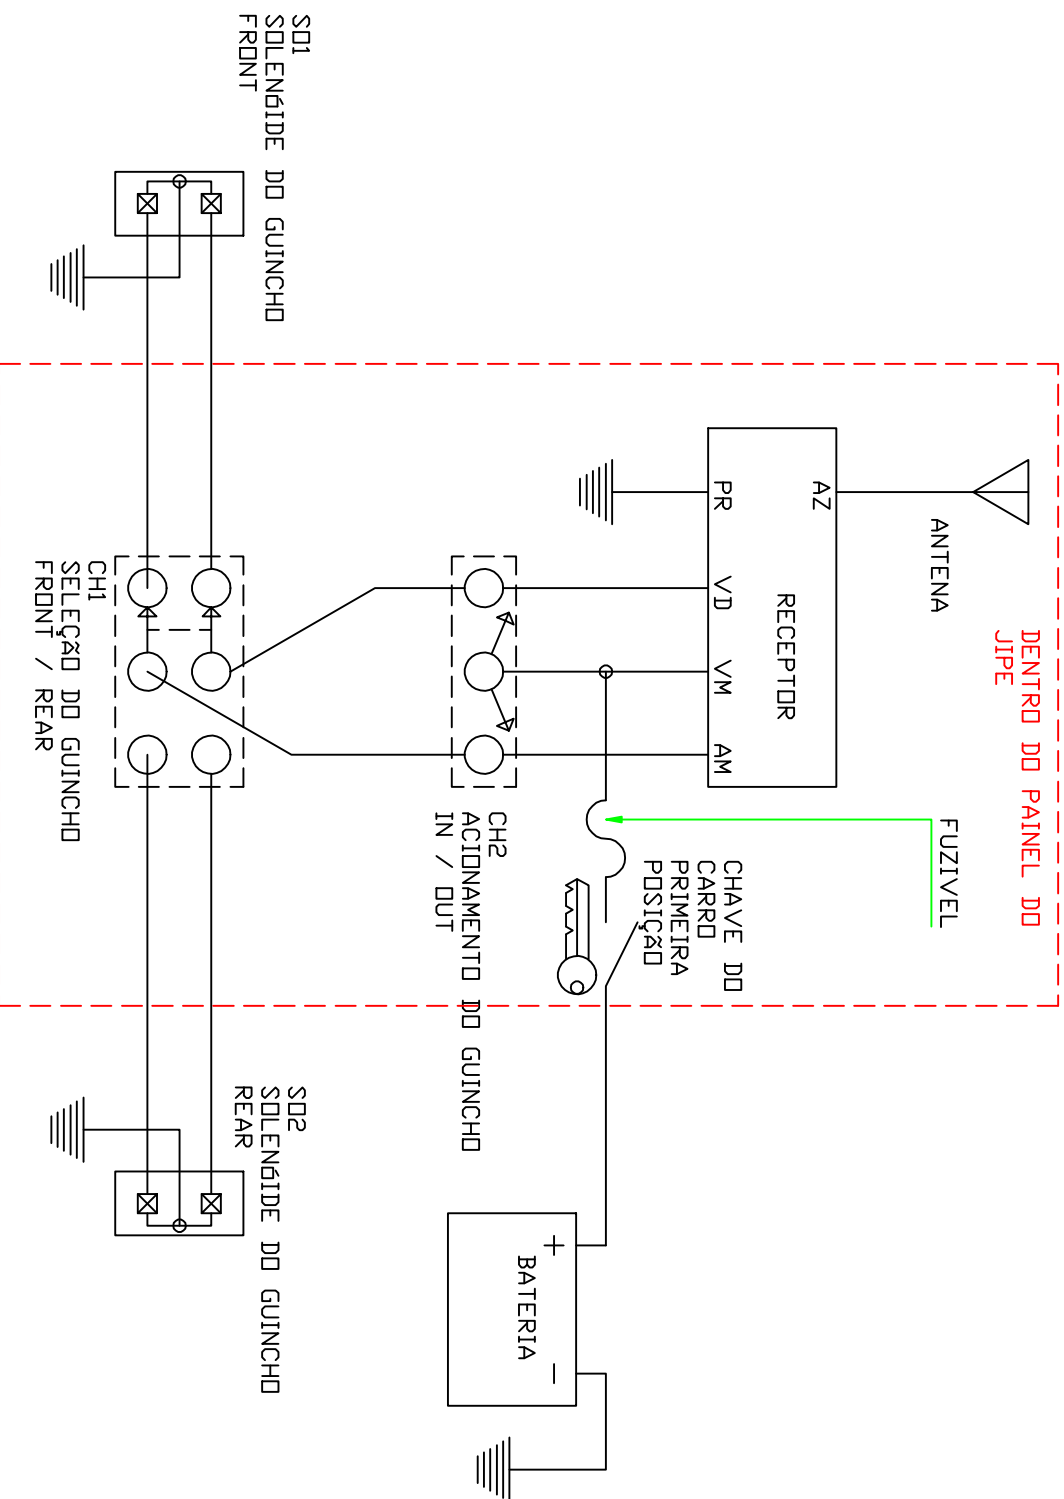 DENTRO DO PAINEL DO
JIPE
ANTENA
FUZIVEL
AZ
RECEPTOR
PR
VD
VM
AM
CHAVE DO
CARRO
PRIMEIRA
POSIÇÃO
CH2
ACIONAMENTO DO GUINCHO
IN / OUT
+
BATERIA
-
SO1
SOLENÓIDE DO GUINCHO
FRONT
SO2
SOLENÓIDE DO GUINCHO
REAR
CH1
SELEÇÃO DO GUINCHO
FRONT / REAR